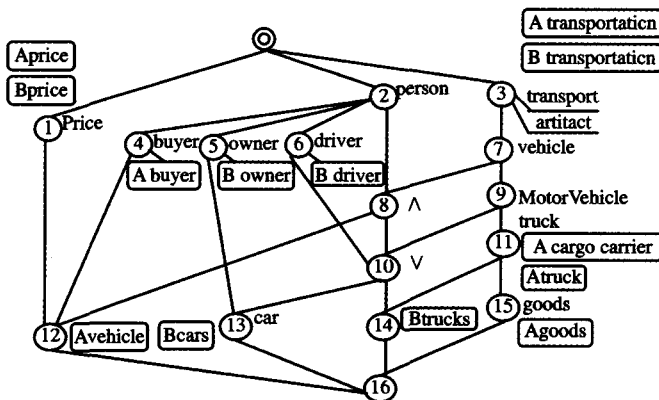 A transportaticn
Aprice
B transportaticn
Bprice
2 person
3 transport
1 Price
artitact
4 buyer
5 owner
6 driver
7 vehicle
A buyer
B owner
B driver
8 ∧
9 MotorVehicle
truck
11 A cargo carrier
10 ∨
Atruck
15 goods
12 Avehicle
Bcars
13 car
14 Btrucks
Agoods
16